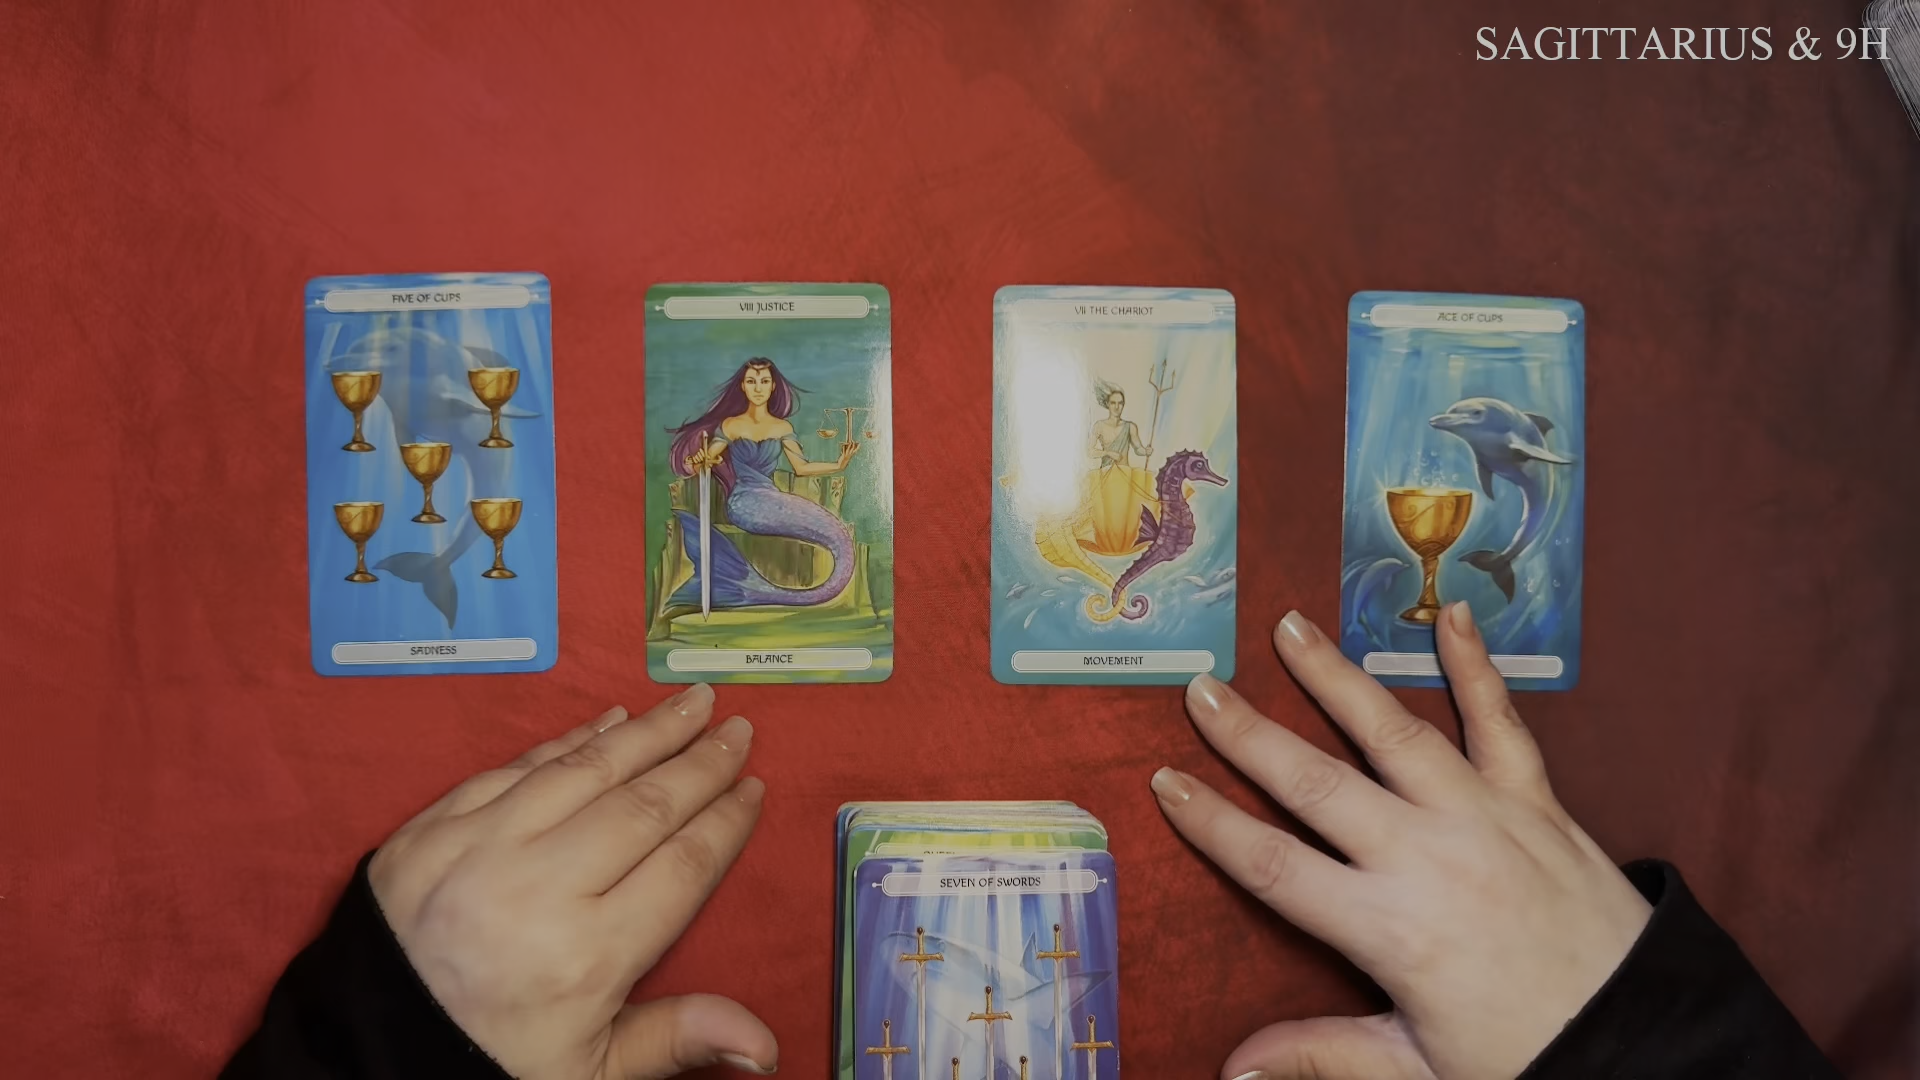 SAGITTARIUS & 9H
FIVE OF CUPS
VIII JUSTICE
VII THE CHARIOT
ACE OF CUPS
SADNESS
BALANCE
MOVEMENT
SEVEN OF SWORDS